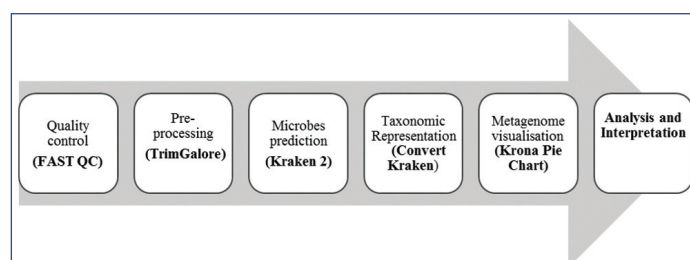 Quality
control
(FAST QC)
Pre-
processing
(TrimGalore)
Microbes
prediction
(Kraken 2)
Taxonomic
Representation
(Convert
Kraken)
Metagenome
visualisation
(Krona Pie
Chart)
Analysis and
Interpretation